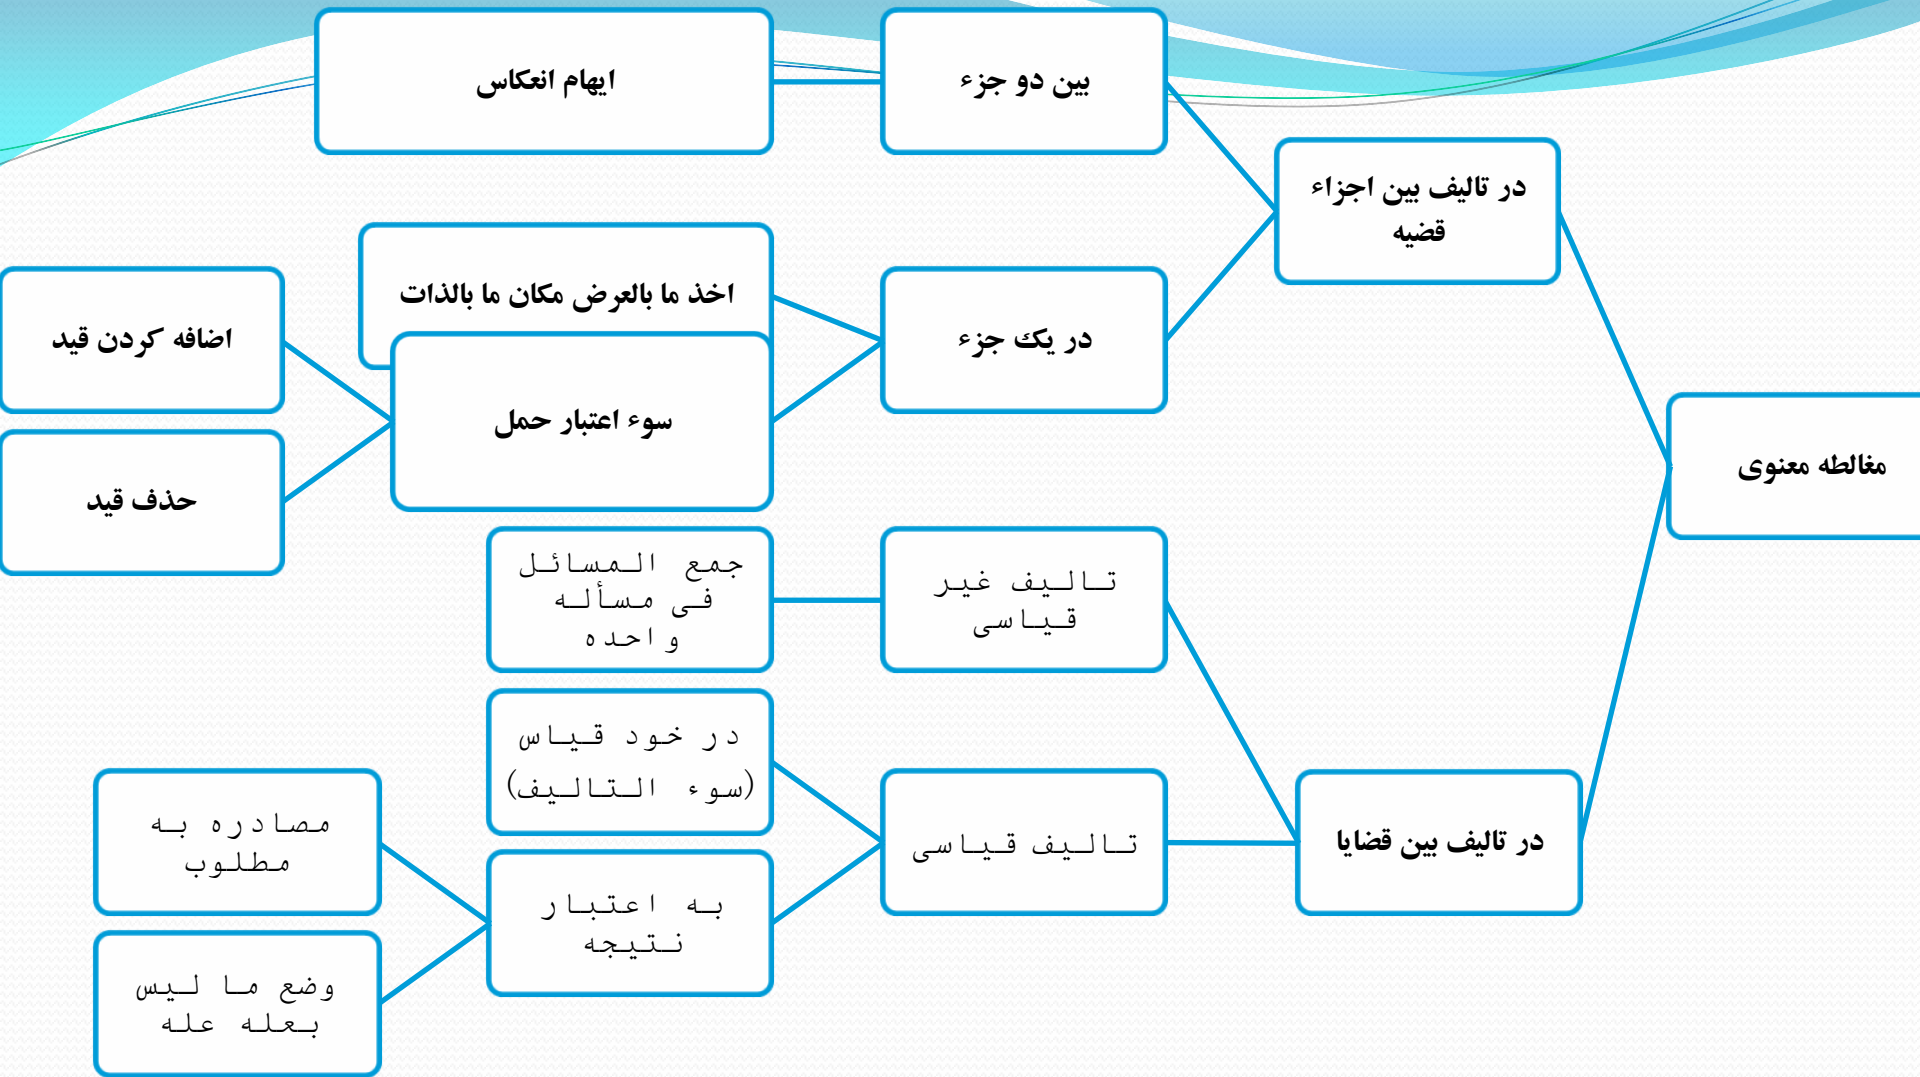 مغالطه معنوی
در تالیف بین اجزاء
قضیه
بین دو جزء
ایهام انعکاس
در یک جزء
اخذ ما بالعرض مکان ما بالذات
سوء اعتبار حمل
اضافه کردن قید
حذف قید
در تالیف بین قضایا
تالیف غیر
قیاسی
جمع المسائل
فی مسأله
واحده
تالیف قیاسی
در خود قیاس
(سوء التالیف)
به اعتبار
نتیجه
مصادره به
مطلوب
وضع ما لیس
بعله عله